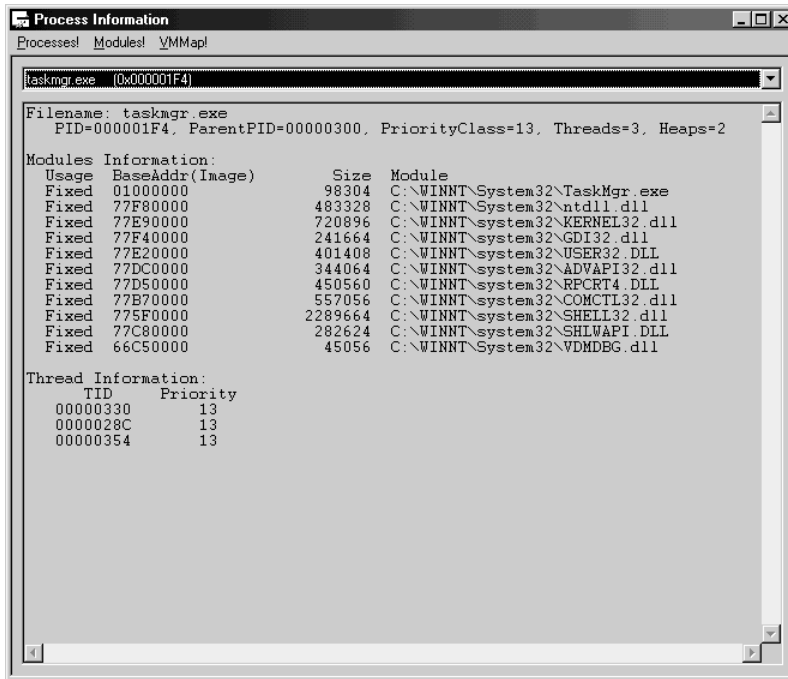 Process Information
Processes! Modules! VMMap!
taskmgr.exe (0x000001F4)
Filename: taskmgr.exe
PID=000001F4, ParentPID=00000300, PriorityClass=13, Threads=3, Heaps=2
Modules Information:
Usage BaseAddr(Image) Size Module
Fixed 01000000 98304 C:\WINNT\System32\TaskMgr.exe
Fixed 77F80000 483328 C:\WINNT\System32\ntdll.dll
Fixed 77E90000 720896 C:\WINNT\system32\KERNEL32.dll
Fixed 77F40000 241664 C:\WINNT\system32\GDI32.dll
Fixed 77E20000 401408 C:\WINNT\system32\USER32.DLL
Fixed 77DC0000 344064 C:\WINNT\system32\ADVAPI32.dll
Fixed 77D50000 450560 C:\WINNT\system32\RPCRT4.DLL
Fixed 77B70000 557056 C:\WINNT\system32\COMCTL32.dll
Fixed 775F0000 2289664 C:\WINNT\system32\SHELL32.dll
Fixed 77C80000 282624 C:\WINNT\system32\SHLWAPI.DLL
Fixed 66C50000 45056 C:\WINNT\System32\VDMDBG.dll
Thread Information:
TID Priority
00000330 13
0000028C 13
00000354 13